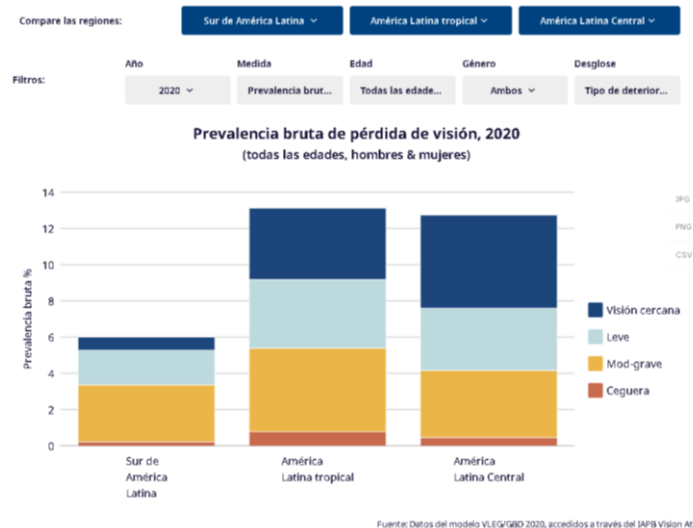 Compare las regiones:
Sur de América Latina
América Latina tropical
América Latina Central
Filtros:
Año
Medida
Edad
Género
Desglose
2020
Prevalencia brut...
Todas las edade...
Ambos
Tipo de deterior...
Prevalencia bruta de pérdida de visión, 2020
(todas las edades, hombres & mujeres)
JPG
PNG
CSV
Prevalencia bruta %
14
12
10
8
6
4
2
0
Visión cercana
Leve
Mod-grave
Ceguera
Sur de
América
Latina
América
Latina tropical
América
Latina Central
Fuente: Datos del modelo VLEG/GBD 2020, accedidos a través del IAPB Vision At